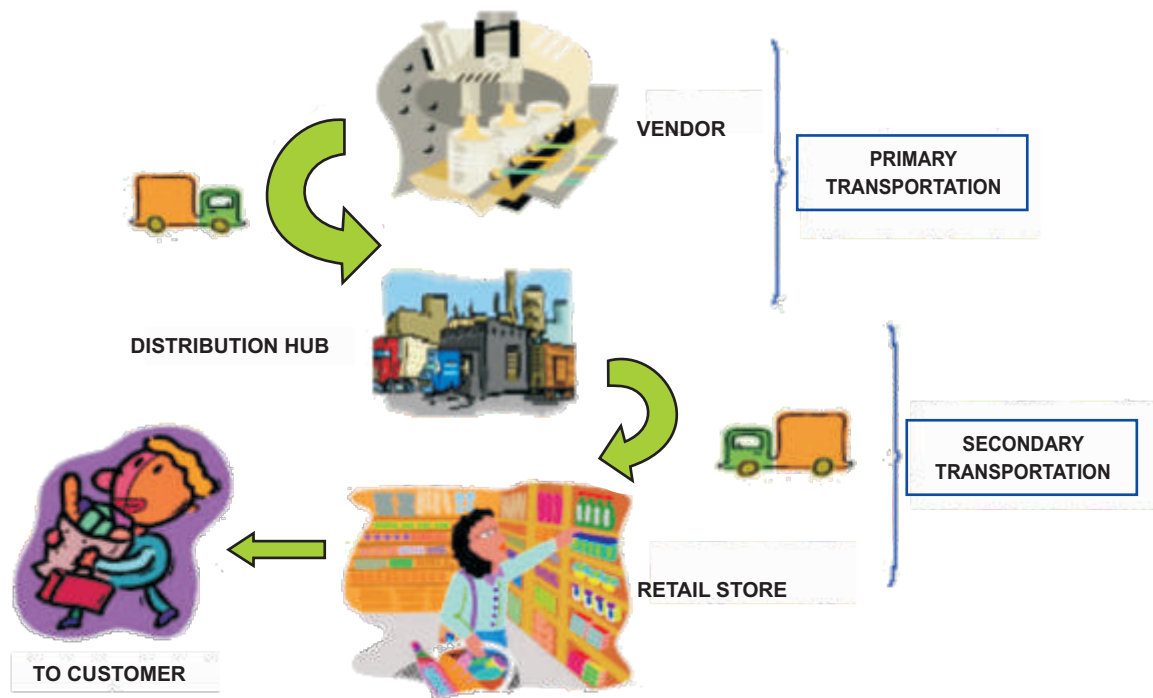 VENDOR
PRIMARY
TRANSPORTATION
DISTRIBUTION HUB
SECONDARY
TRANSPORTATION
RETAIL STORE
TO CUSTOMER